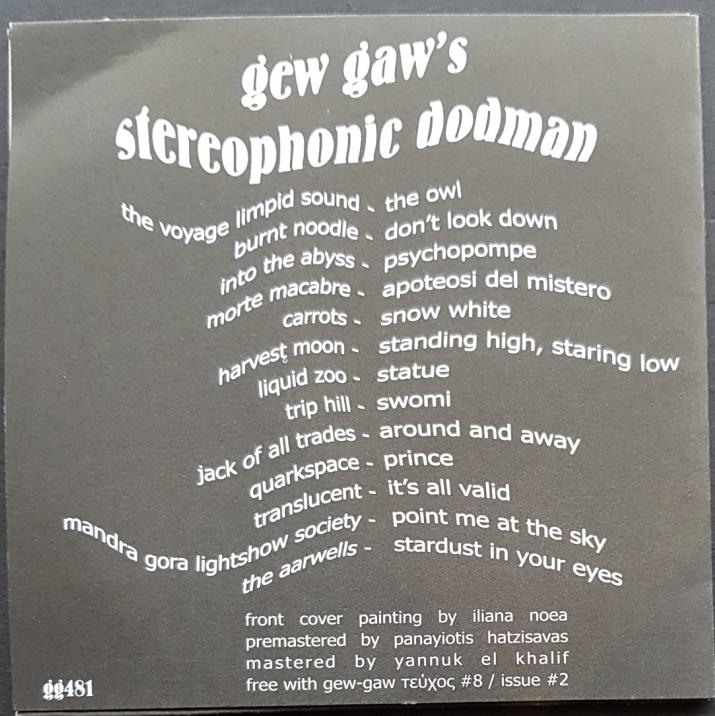 gew gaw's
stereophonic dodman
the voyage limpid sound - the owl
burnt noodle - don't look down
into the abyss - psychopompe
morte macabre - apoteosi del mistero
carrots - snow white
harvest moon - standing high, staring low
liquid zoo - statue
trip hill - swomi
jack of all trades - around and away
quarkspace - prince
translucent - it's all valid
mandra gora lightshow society - point me at the sky
the aarwells - stardust in your eyes
front cover painting by iliana noea
premastered by panayiotis hatzisavas
mastered by yannuk el khalif
free with gew-gaw τεύχος #8 / issue #2
gg481